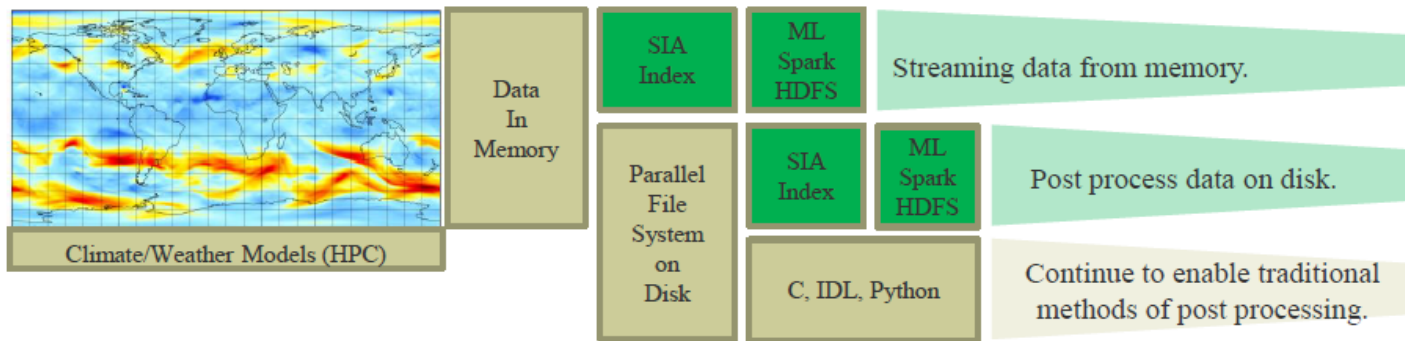 Climate/Weather Models (HPC)
Data
In
Memory
SIA
Index
ML
Spark
HDFS
Streaming data from memory.
Parallel
File
System
on
Disk
SIA
Index
ML
Spark
HDFS
Post process data on disk.
C, IDL, Python
Continue to enable traditional
methods of post processing.